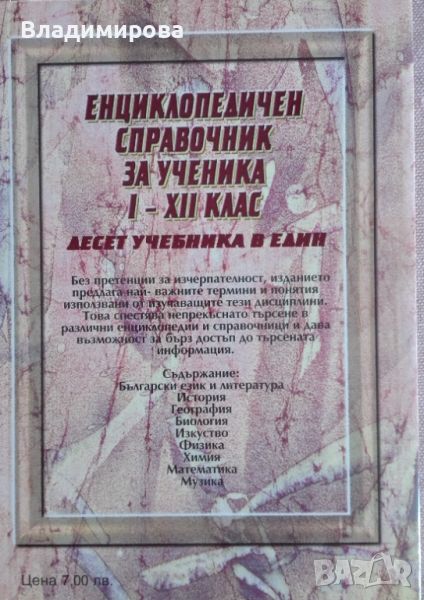 Владимирова
ЕНЦИКЛОПЕДИЧЕН
СПРАВОЧНИК
ЗА УЧЕНИКА
I - XII КЛАС
ДЕСЕТ УЧЕБНИКА В ЕДИН
Без претенции за изчерпателност, изданието
предлага най- важните термини и понятия
използвани от изучаващите тези дисциплини.
Това спестява непрекъснато търсене в
различни енциклопедии и справочници и дава
възможност за бърз достъп до търсената
информация.
Съдържание:
Български език и литература
История
География
Биология
Изкуство
Физика
Химия
Математика
Музика
Цена 7,00 лв.
BAZAR